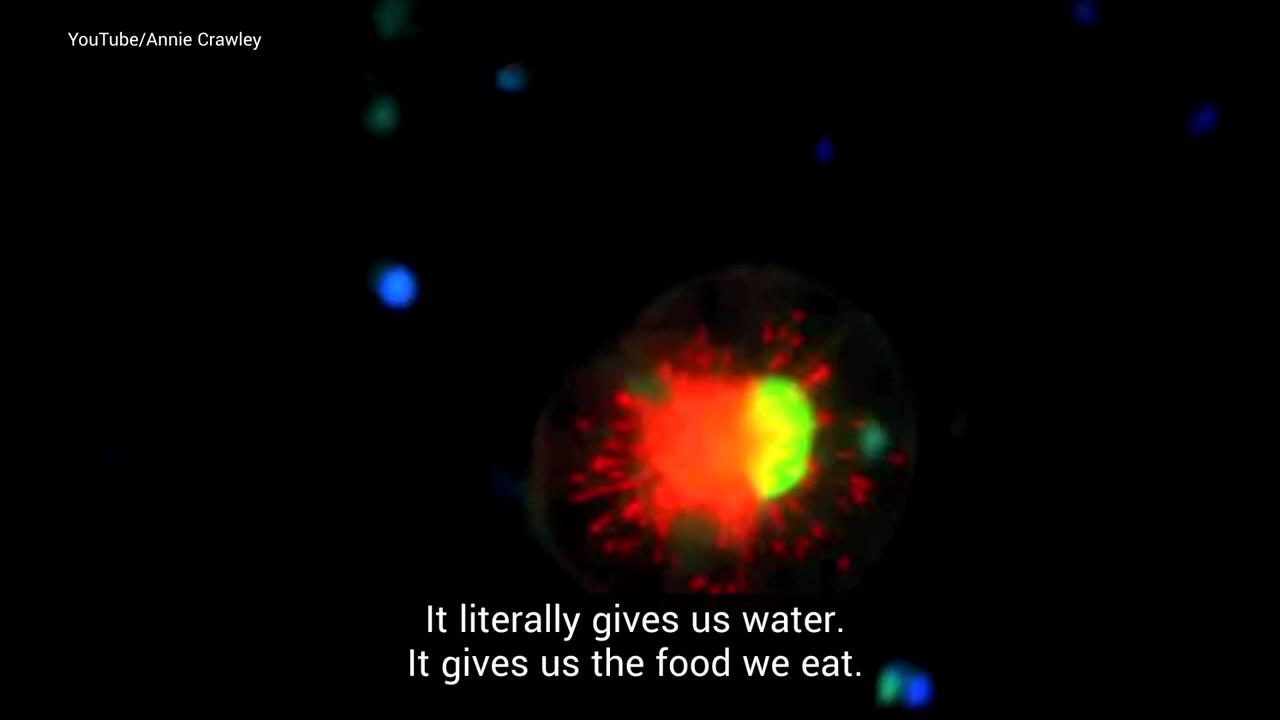 YouTube/Annie Crawley
It literally gives us water.
It gives us the food we eat.